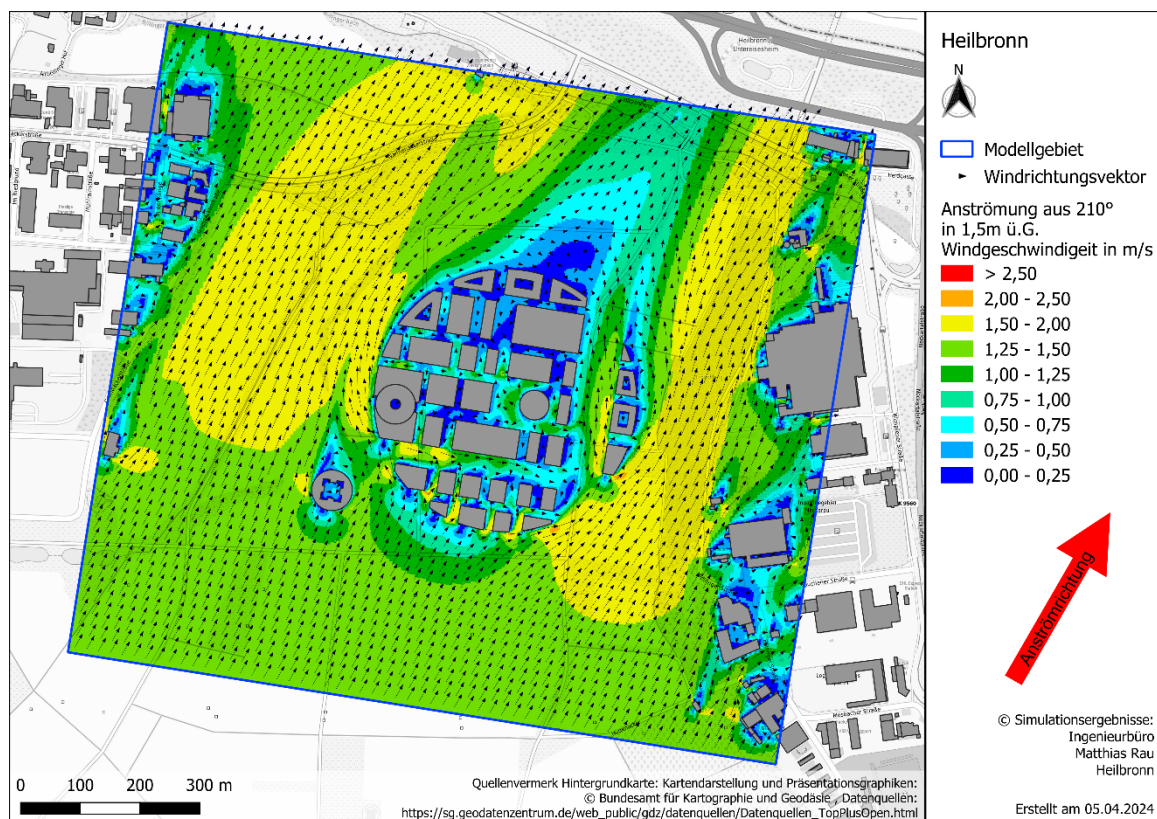 Heilbronn
N
Modellgebiet
Windrichtungsvektor
Anströmung aus 210°
in 1,5m ü.G.
Windgeschwindigeit in m/s
> 2,50
2,00 - 2,50
1,50 - 2,00
1,25 - 1,50
1,00 - 1,25
0,75 - 1,00
0,50 - 0,75
0,25 - 0,50
0,00 - 0,25
Anströmrichtung
© Simulationsergebnisse:
Ingenieurbüro
Matthias Rau
Heilbronn
Erstellt am 05.04.2024
Heilbronn
Untereisesheim
K 9560
0 100 200 300 m
Quellenvermerk Hintergrundkarte: Kartendarstellung und Präsentationsgraphiken:
© Bundesamt für Kartographie und Geodäsie , Datenquellen:
https://sg.geodatenzentrum.de/web_public/gdz/datenquellen/Datenquellen_TopPlusOpen.html